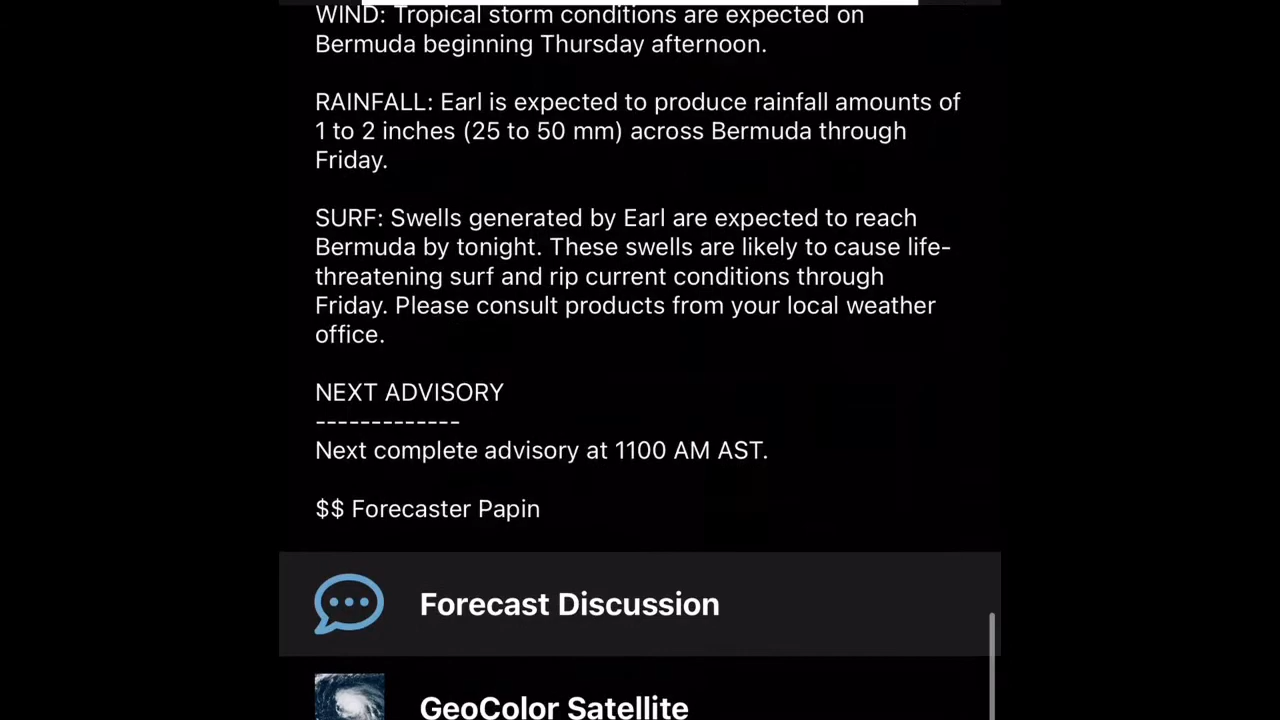 WIND: Tropical storm conditions are expected on
Bermuda beginning Thursday afternoon.
RAINFALL: Earl is expected to produce rainfall amounts of
1 to 2 inches (25 to 50 mm) across Bermuda through
Friday.
SURF: Swells generated by Earl are expected to reach
Bermuda by tonight. These swells are likely to cause life-
threatening surf and rip current conditions through
Friday. Please consult products from your local weather
office.
NEXT ADVISORY
-------------
Next complete advisory at 1100 AM AST.
$$ Forecaster Papin
Forecast Discussion
GeoColor Satellite